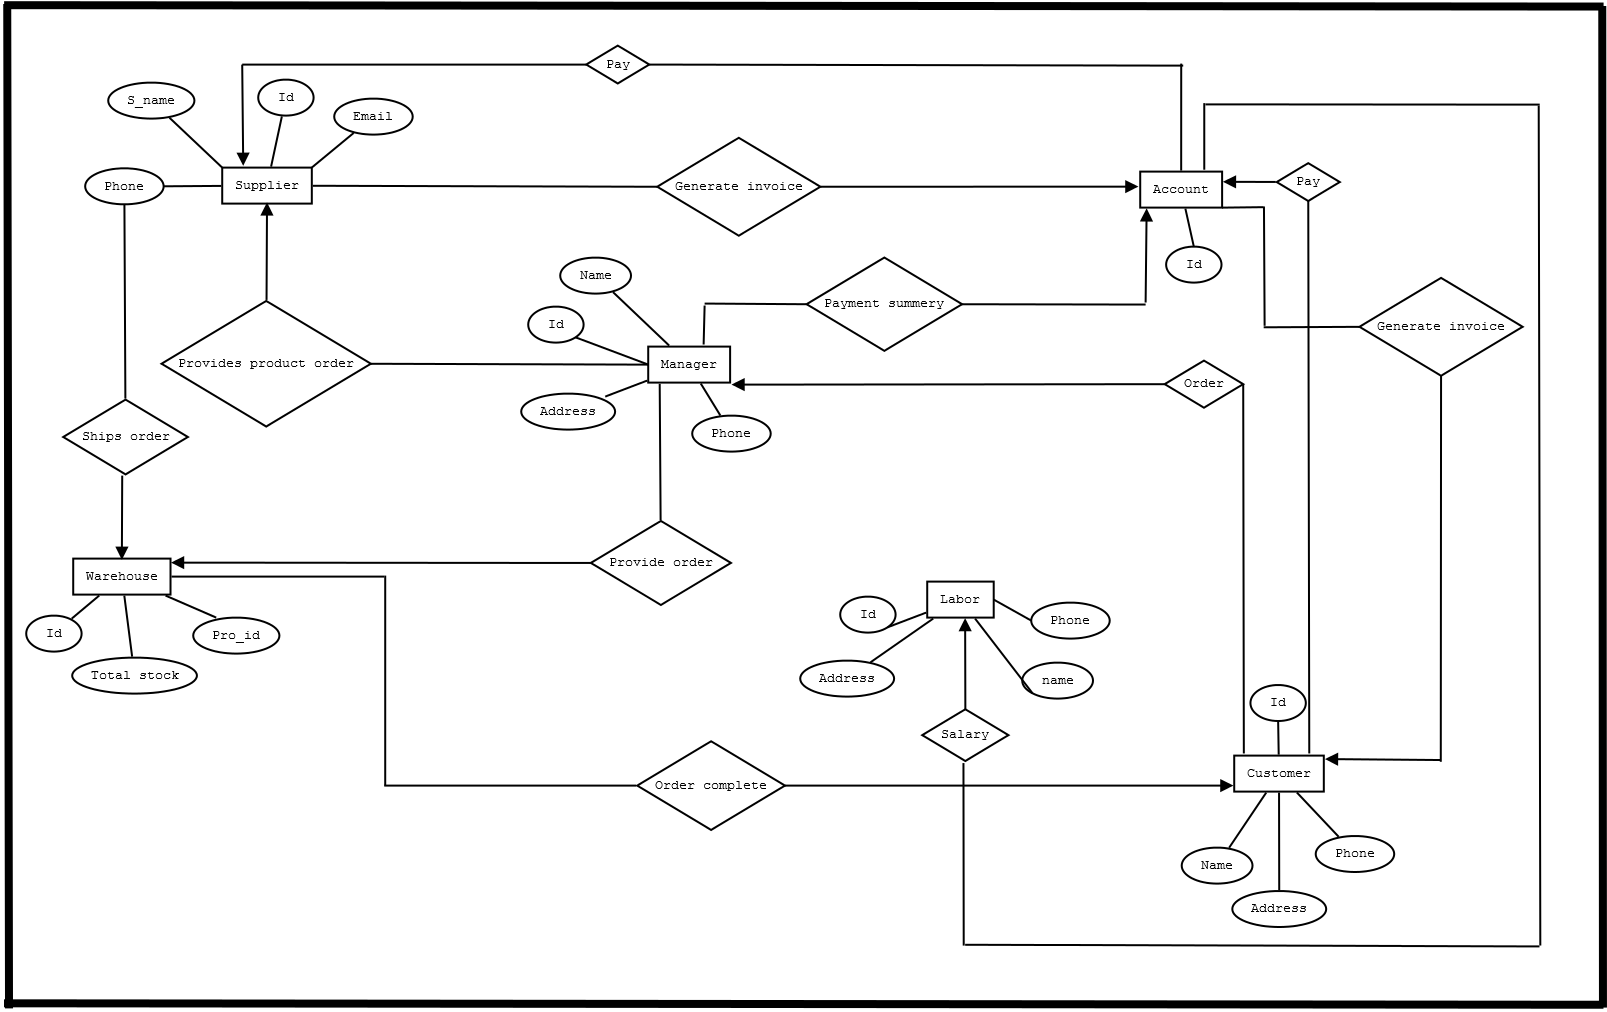 Pay
S_name
Id
Email
Phone
Supplier
Generate invoice
Account
Pay
Id
Name
Id
Payment summery
Generate invoice
Provides product order
Manager
Order
Address
Phone
Ships order
Warehouse
Provide order
Id
Pro_id
Total stock
Labor
Id
Phone
Address
name
Id
Salary
Customer
Order complete
Name
Phone
Address